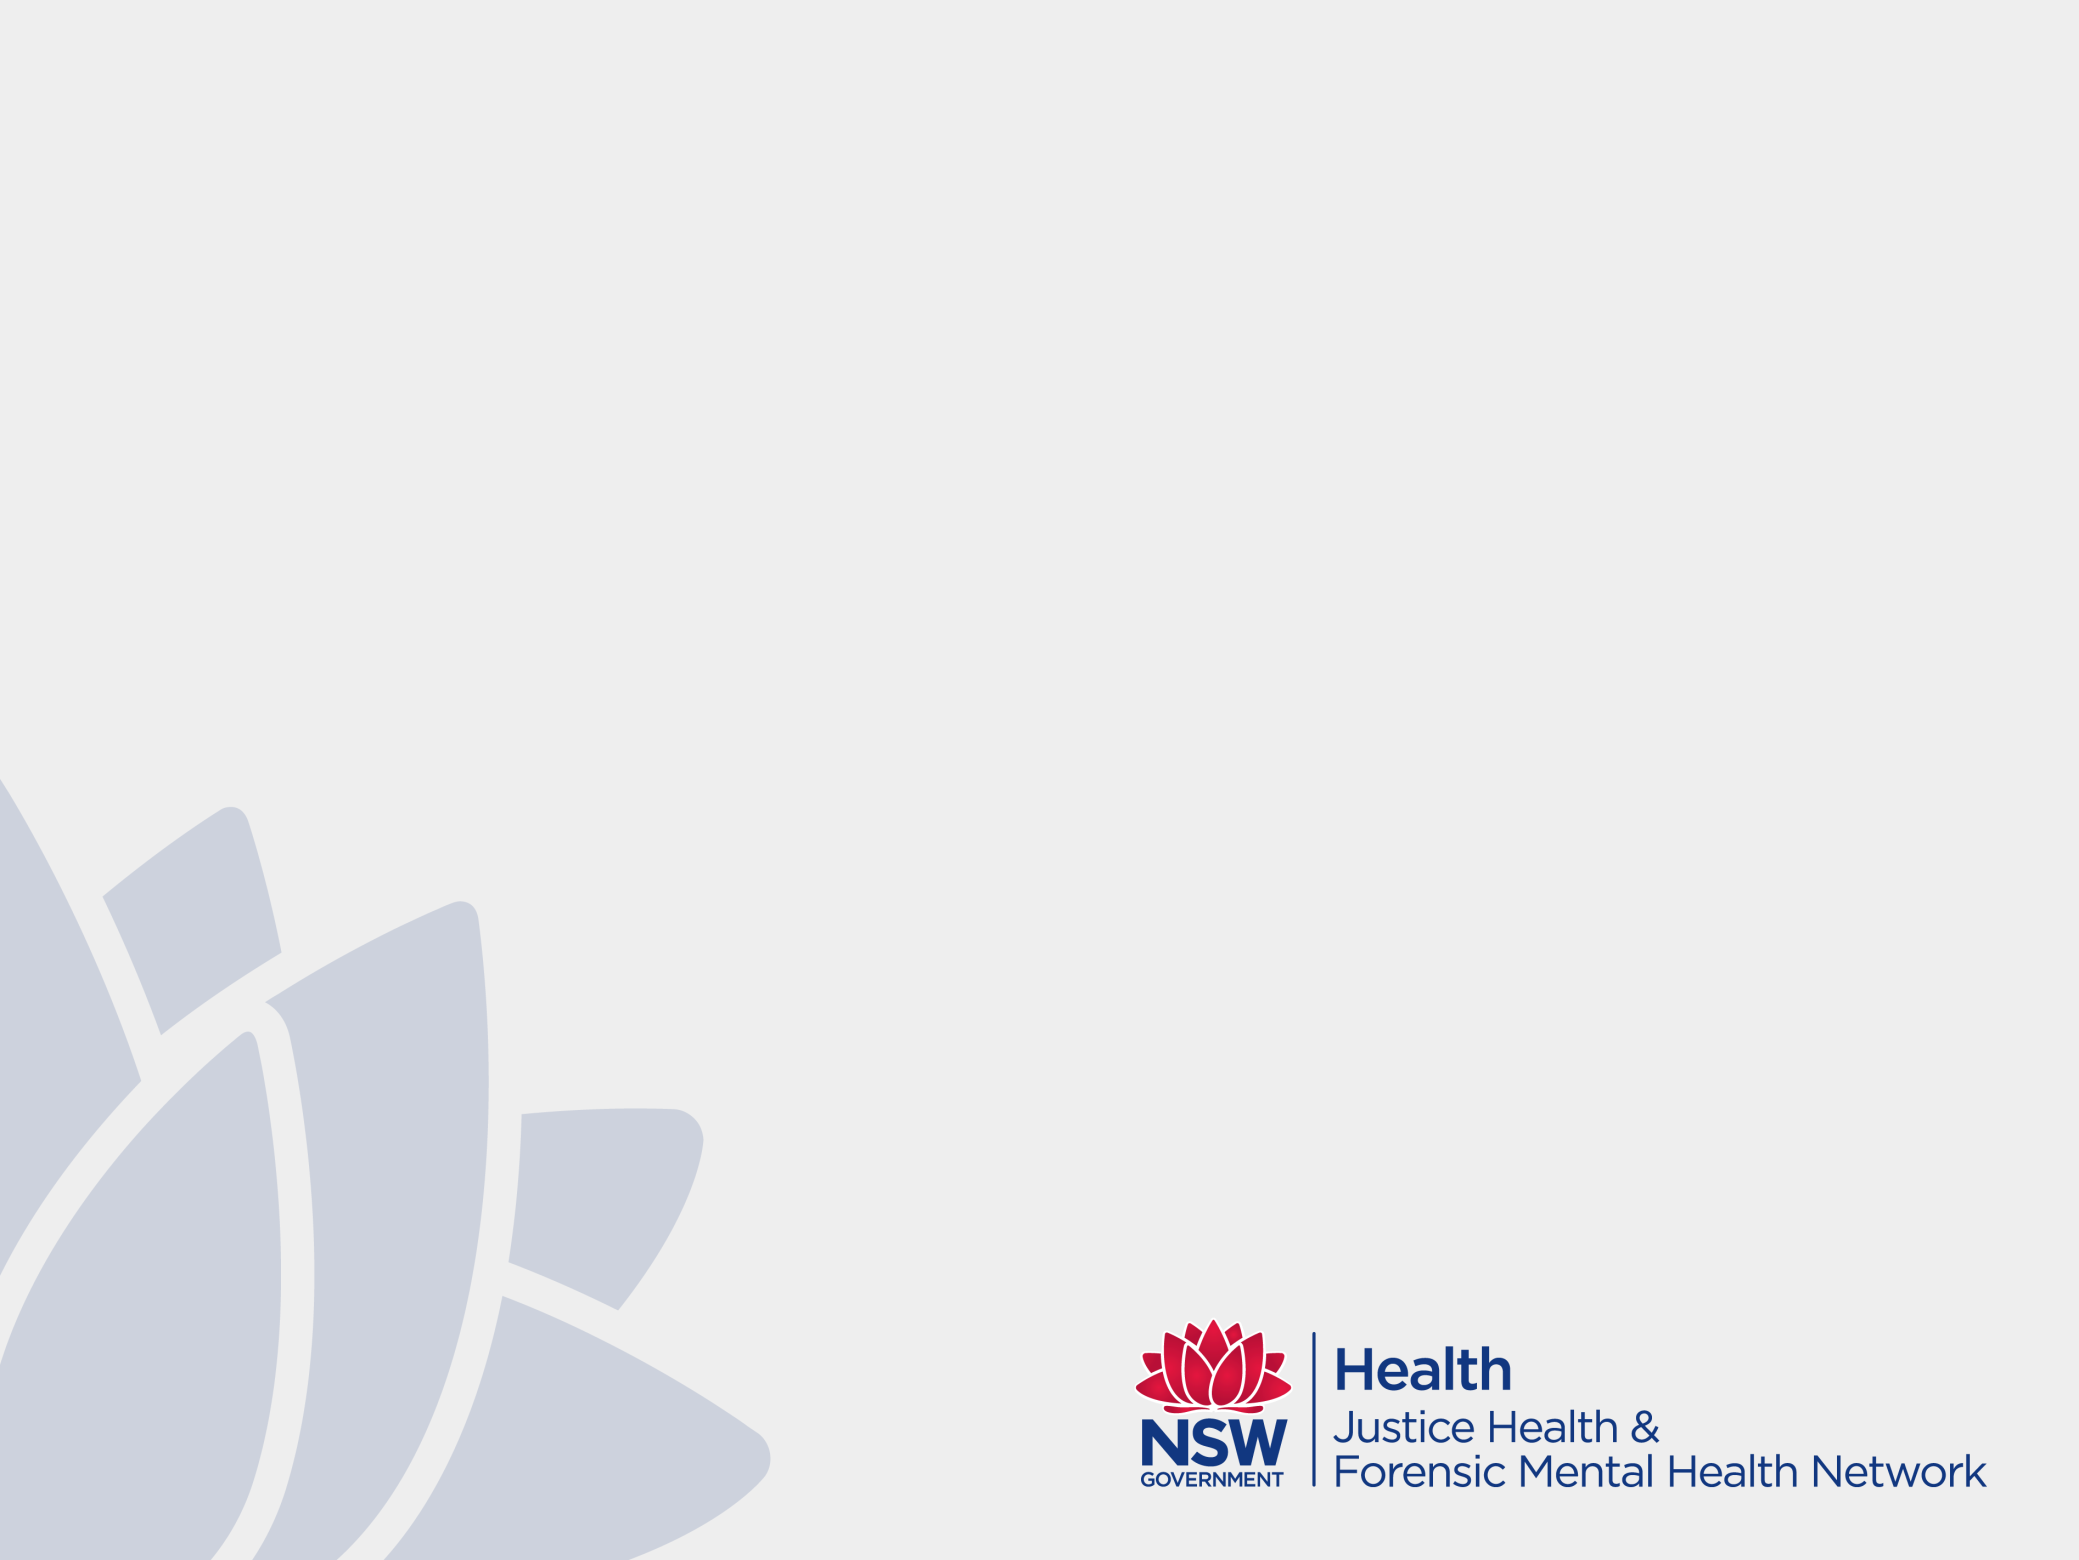 NSW
GOVERNMENT
Health
Justice Health &
Forensic Mental Health Network